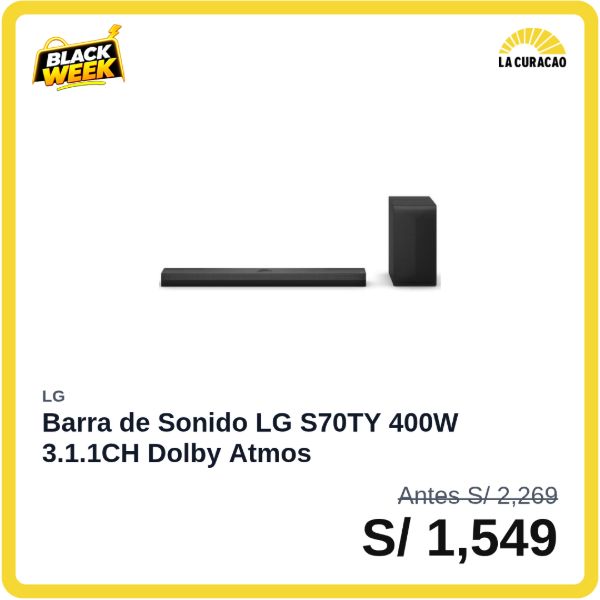 BLACK
WEEK
LA CURACAO
LG
Barra de Sonido LG S70TY 400W
3.1.1CH Dolby Atmos
Antes S/ 2,269
S/ 1,549